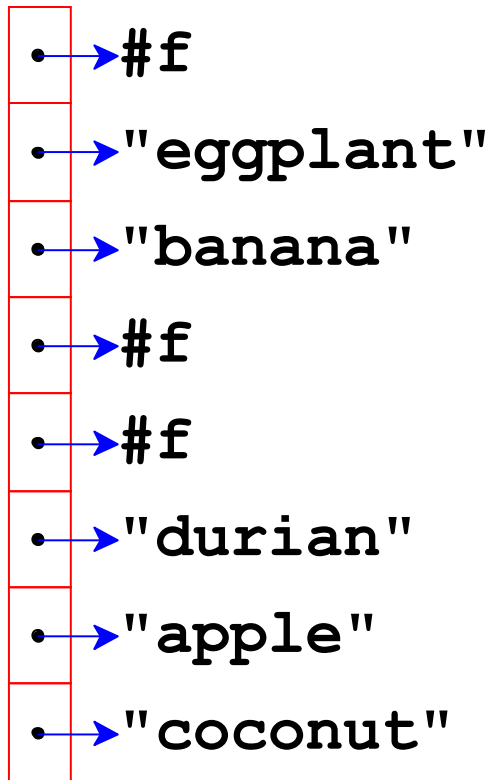 #f
"eggplant"
"banana"
#f
#f
"durian"
"apple"
"coconut"